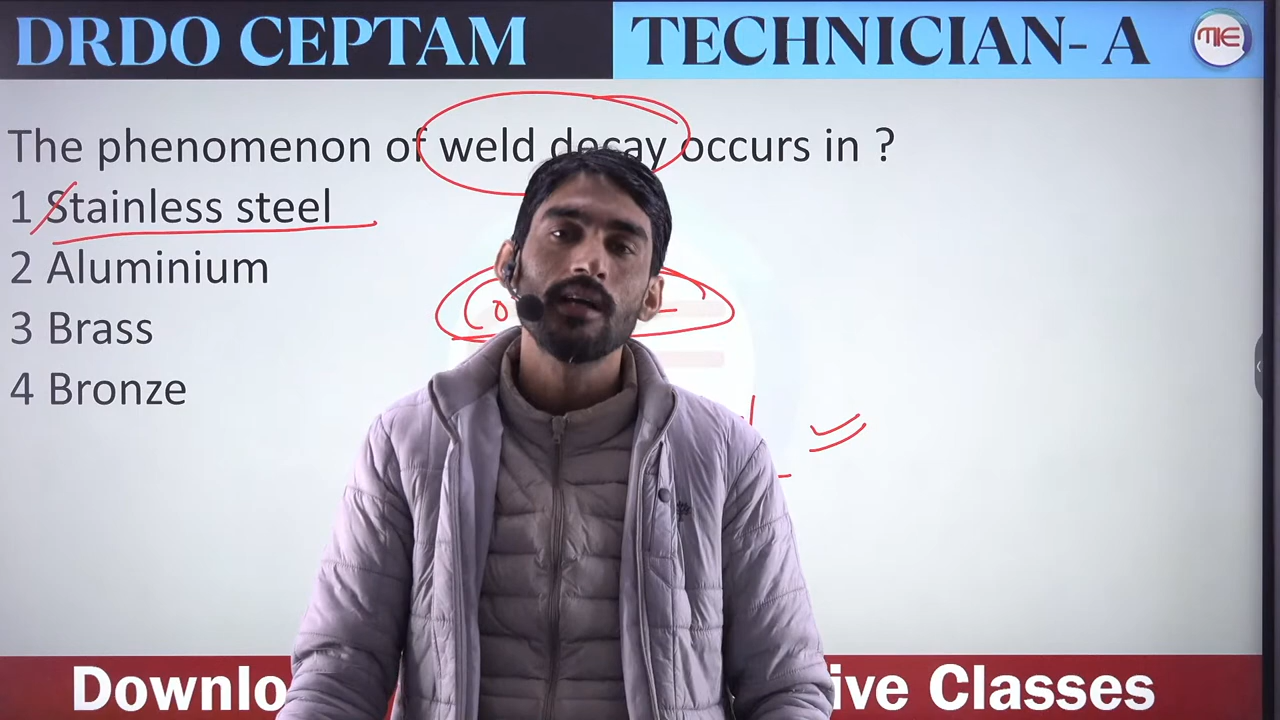 DRDO CEPTAM TECHNICIAN- A
MIE
The phenomenon of weld decay occurs in ?
1 Stainless steel
2 Aluminium
3 Brass
4 Bronze
Downlo ive Classes